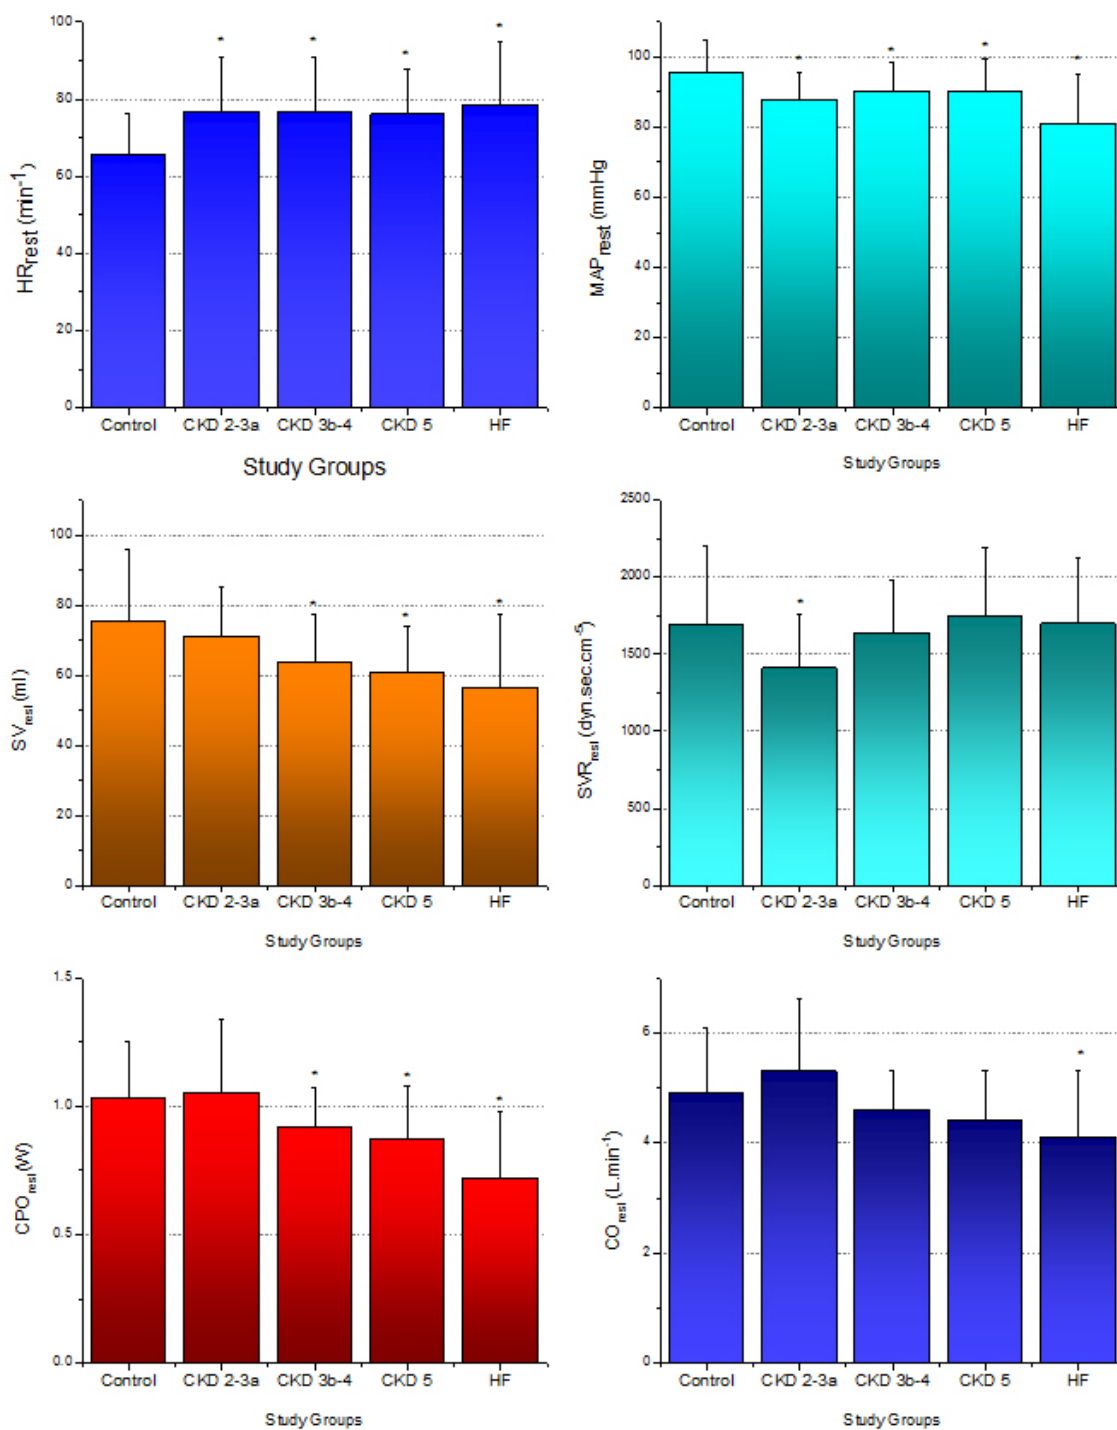 100
80
60
40
20
0
HRrest (min-1)
* * * *
Control CKD 2-3a CKD 3b-4 CKD 5 HF
Study Groups
100
80
60
40
20
0
MAPrest (mmHg
* * * *
Control CKD 2-3a CKD 3b-4 CKD 5 HF
Study Groups
100
80
60
40
20
0
SVrest (ml)
* * *
Control CKD 2-3a CKD 3b-4 CKD 5 HF
Study Groups
2500
2000
1500
1000
500
0
SVRrest (dyn.sec.cm-5)
*
Control CKD 2-3a CKD 3b-4 CKD 5 HF
Study Groups
1.5
1.0
0.5
0.0
CPOrest (W)
* * *
Control CKD 2-3a CKD 3b-4 CKD 5 HF
Study Groups
6
4
2
0
COrest (L.min-1)
*
Control CKD 2-3a CKD 3b-4 CKD 5 HF
Study Groups